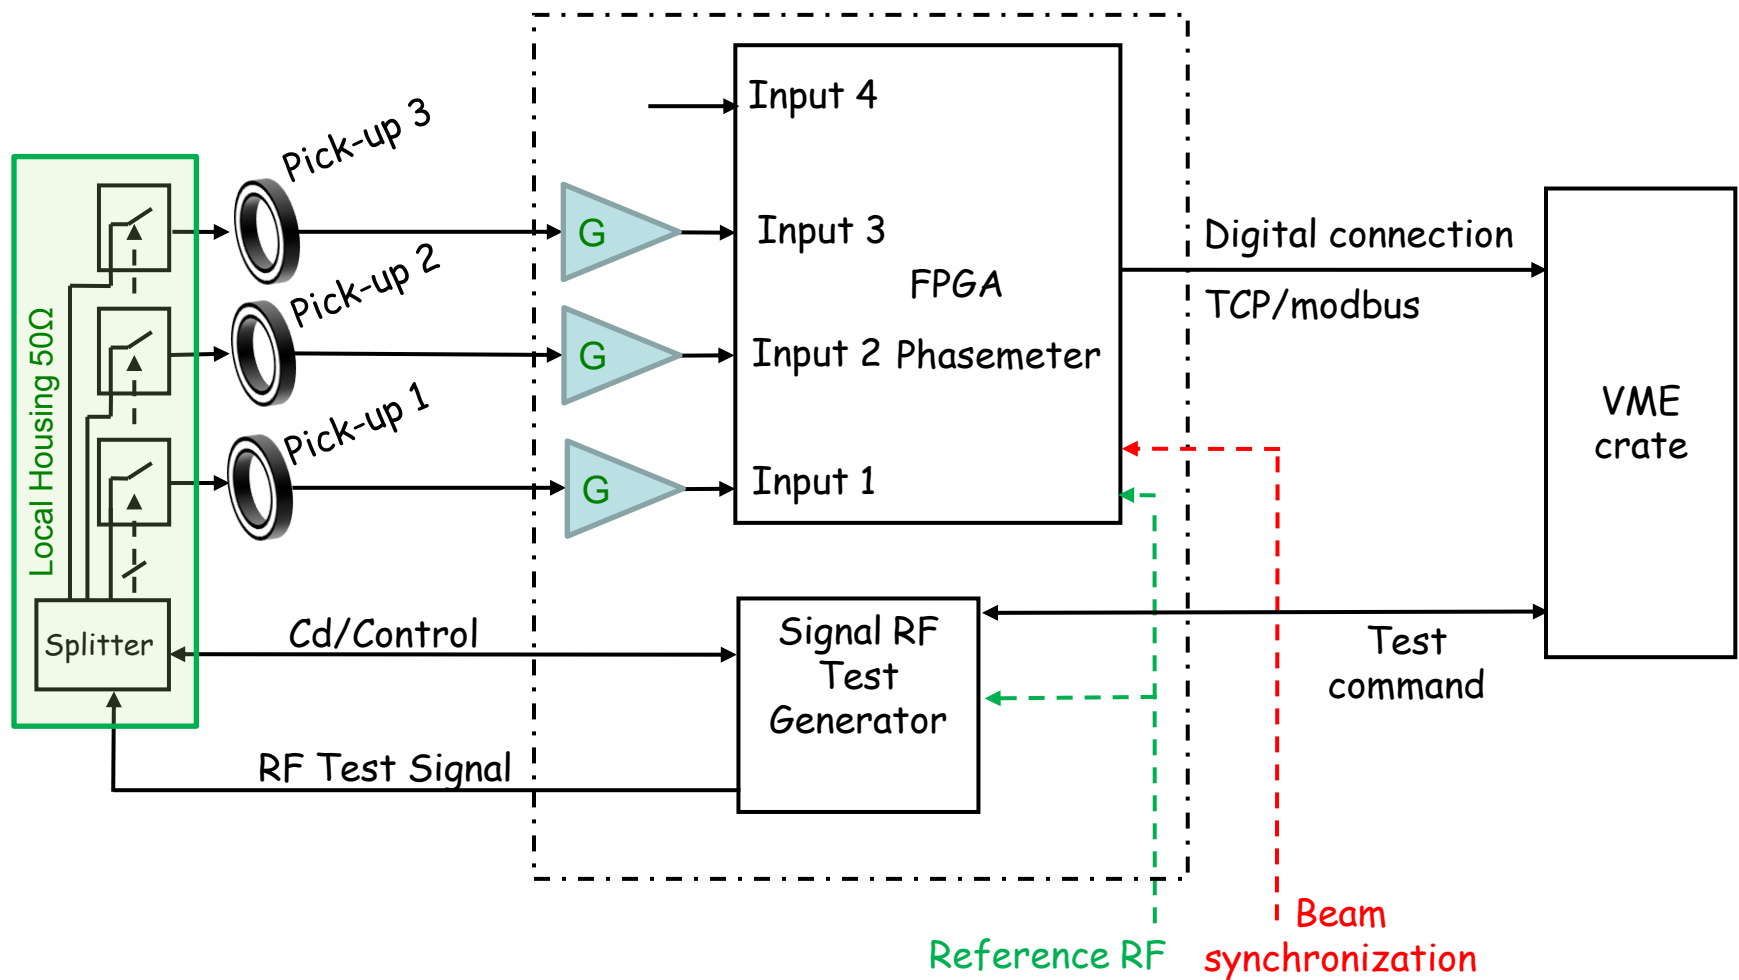 Input 4
Pick-up 3
Input 3
Digital connection
Pick-up 2
FPGA
TCP/modbus
G
G
Input 2
Phasemeter
Local Housing 50Ω
Pick-up 1
VME
crate
G
Input 1
Splitter
Cd/Control
Signal RF
Test
Generator
Test
command
RF Test Signal
Reference RF
Beam
synchronization